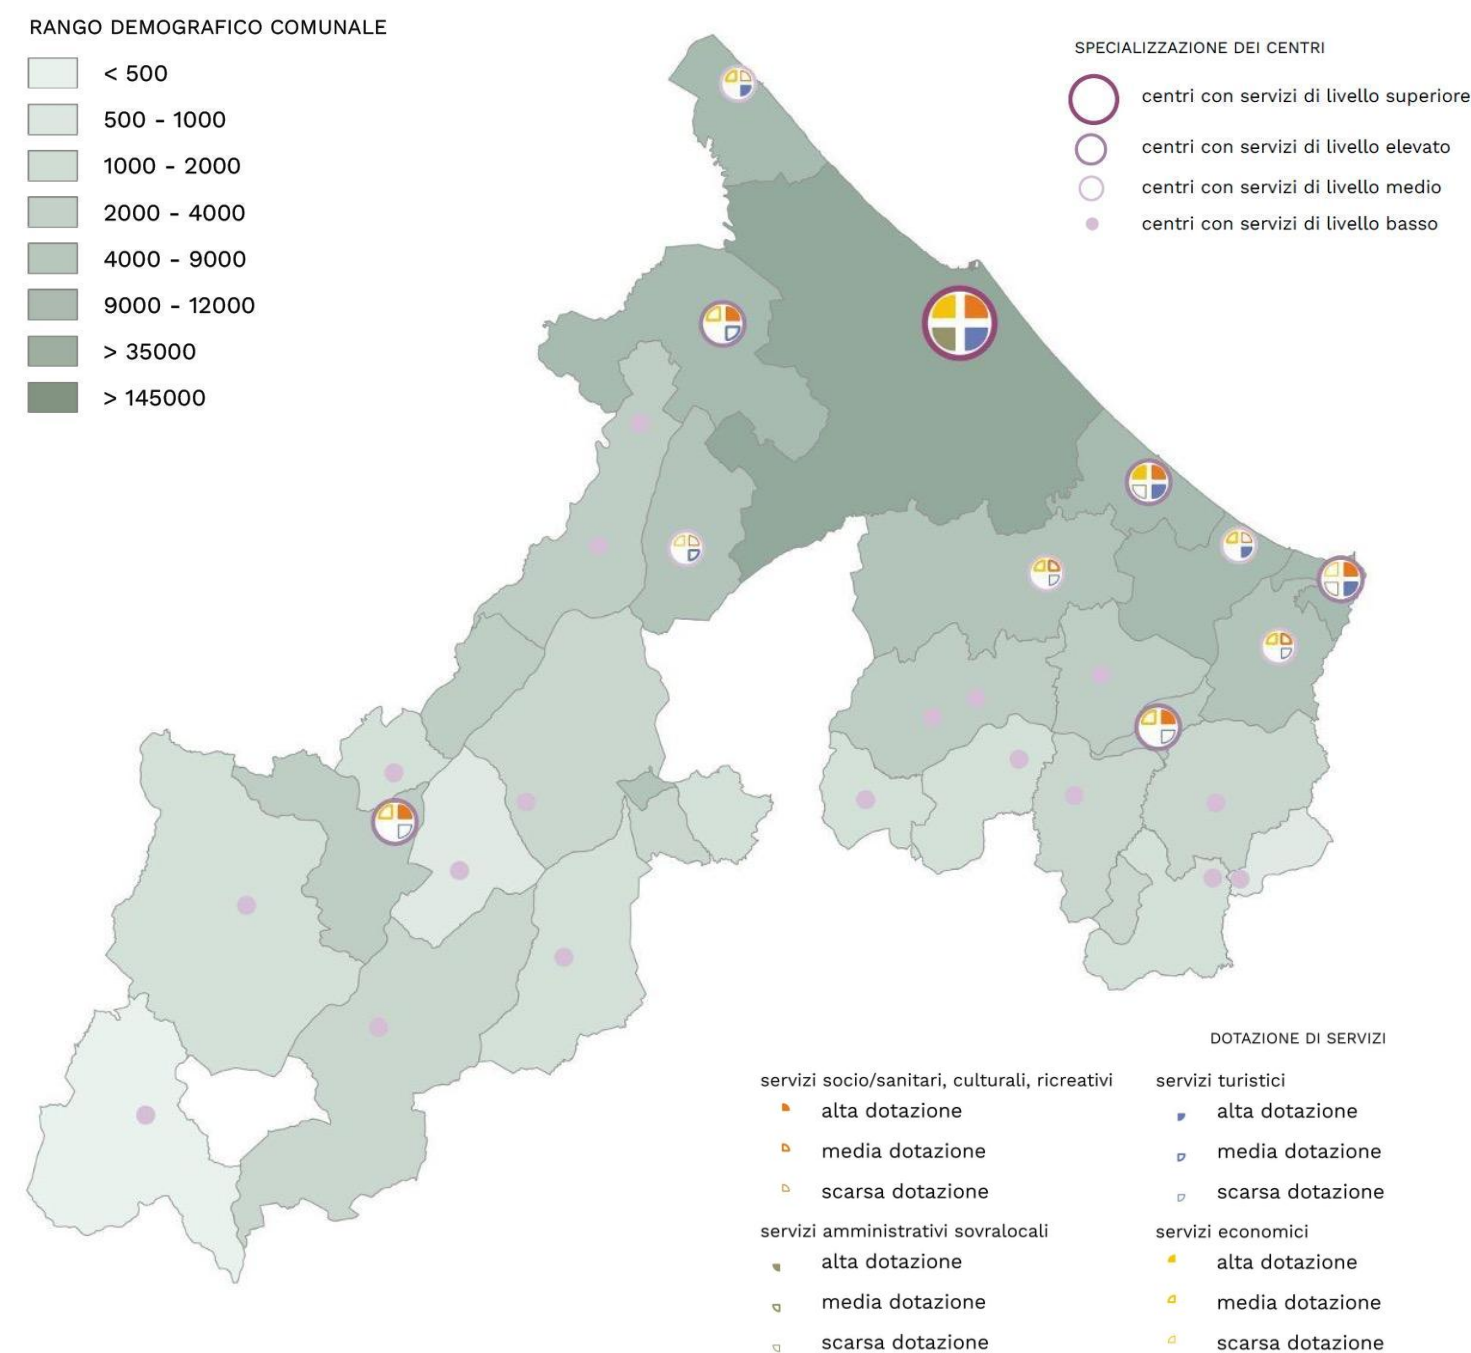 RANGO DEMOGRAFICO COMUNALE
< 500
500 - 1000
1000 - 2000
2000 - 4000
4000 - 9000
9000 - 12000
> 35000
> 145000
SPECIALIZZAZIONE DEI CENTRI
centri con servizi di livello superiore
centri con servizi di livello elevato
centri con servizi di livello medio
centri con servizi di livello basso
DOTAZIONE DI SERVIZI
servizi socio/sanitari, culturali, ricreativi
alta dotazione
media dotazione
scarsa dotazione
servizi amministrativi sovralocali
alta dotazione
media dotazione
scarsa dotazione
servizi turistici
alta dotazione
media dotazione
scarsa dotazione
servizi economici
alta dotazione
media dotazione
scarsa dotazione